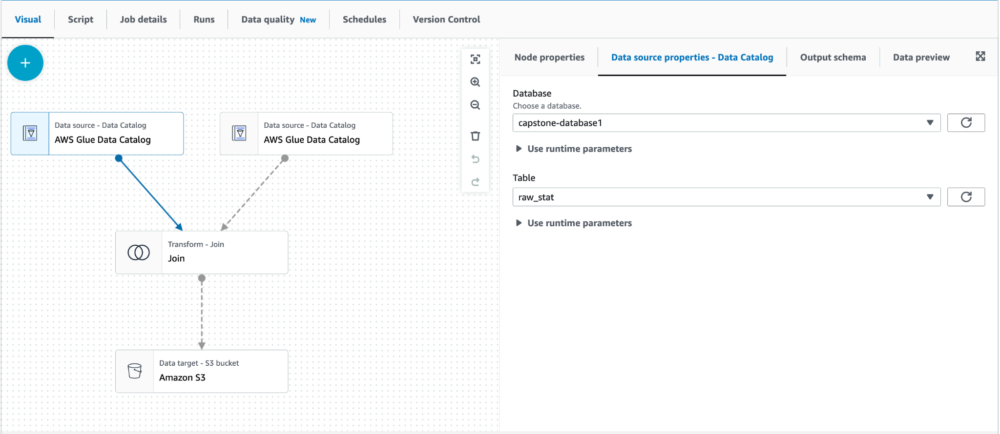 Visual Script Job details Runs Data quality New Schedules Version Control
Node properties Data source properties - Data Catalog Output schema Data preview
Data source - Data Catalog
AWS Glue Data Catalog
Data source - Data Catalog
AWS Glue Data Catalog
Transform - Join
Join
Data target - S3 bucket
Amazon S3
Database
Choose a database.
capstone-database1
Use runtime parameters
Table
raw_stat
Use runtime parameters